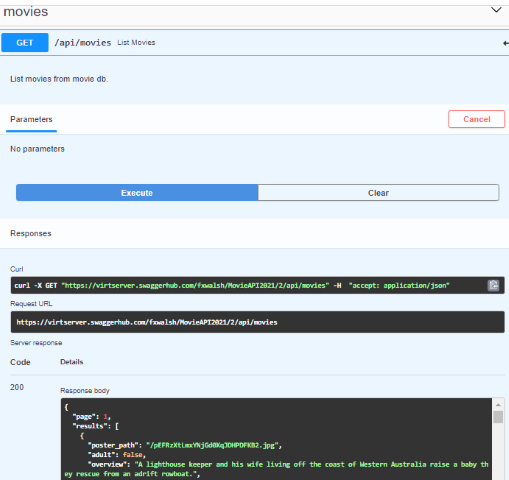 movies
GET /api/movies List Movies
List movies from movie db.
Parameters
Cancel
No parameters
Execute Clear
Responses
Curl
curl -X GET "https://virtserver.swaggerhub.com/fxwalsh/MovieAPI2021/2/api/movies" -H "accept: application/json"
Request URL
https://virtserver.swaggerhub.com/fxwalsh/MovieAPI2021/2/api/movies
Server response
Code Details
200
Response body
{
"page": 1,
"results": [
{
"poster_path": "/pEFRzXtLmxYNjGd0XqJDHPDFKB2.jpg",
"adult": false,
"overview": "A lighthouse keeper and his wife living off the coast of Western Australia raise a baby th
ey rescue from an adrift rowboat.",